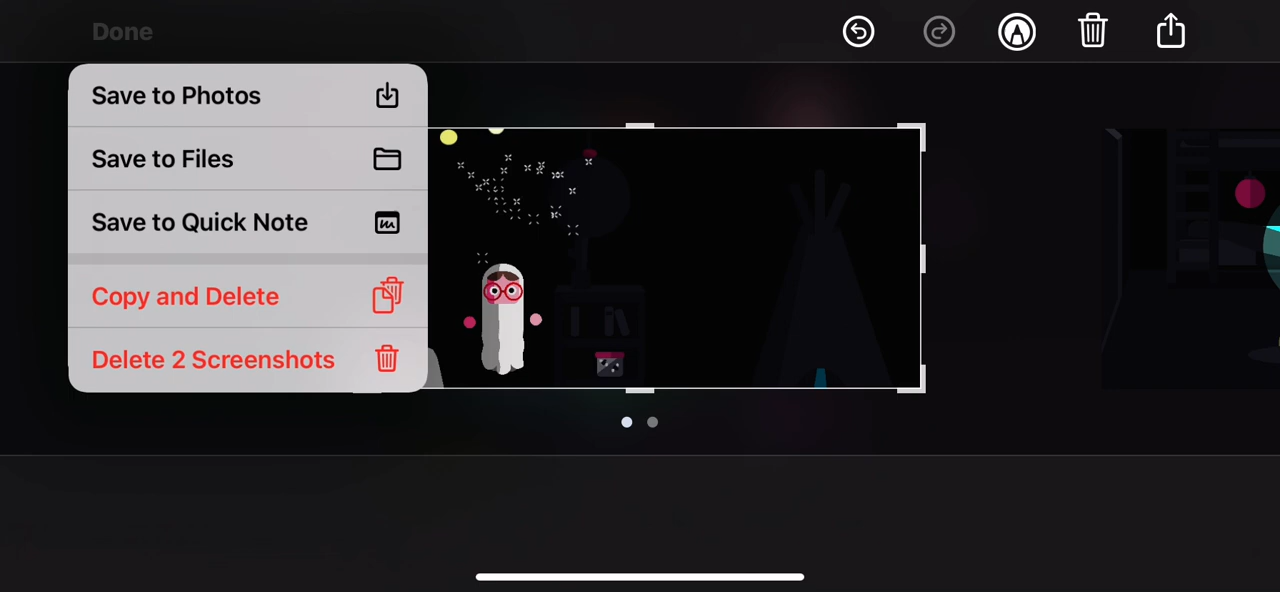 Done
Save to Photos
Save to Files
Save to Quick Note
Copy and Delete
Delete 2 Screenshots